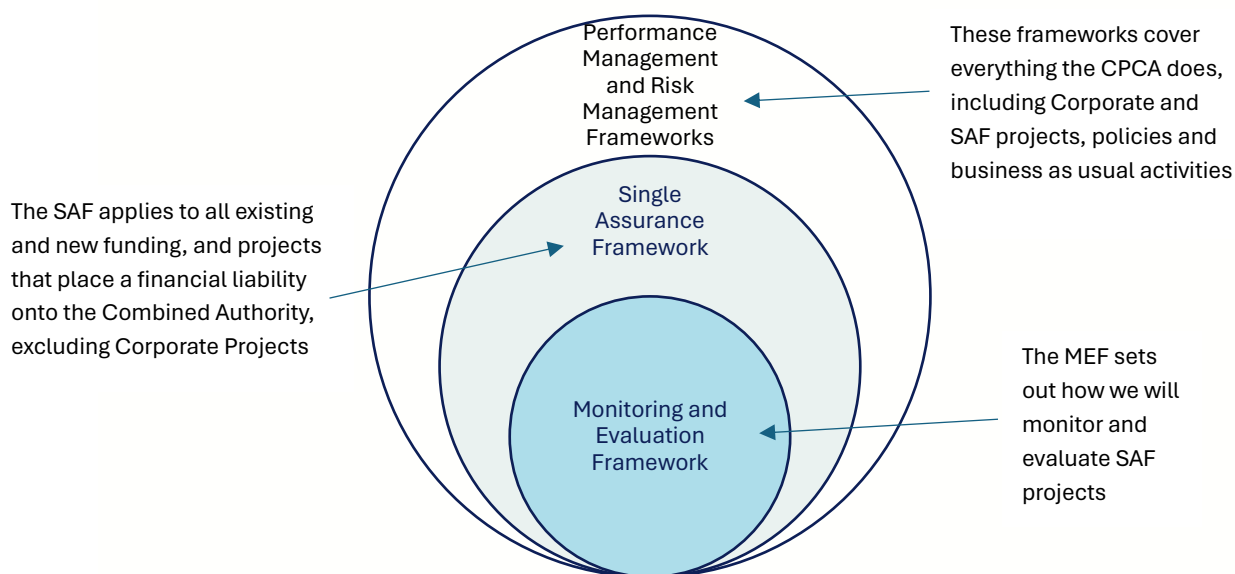 Performance
Management
and Risk
Management
Frameworks
These frameworks cover
everything the CPCA does,
including Corporate and
SAF projects, policies and
business as usual activities
The SAF applies to all existing
and new funding, and projects
that place a financial liability
onto the Combined Authority,
excluding Corporate Projects
Single
Assurance
Framework
The MEF sets
out how we will
monitor and
evaluate SAF
projects
Monitoring and
Evaluation
Framework